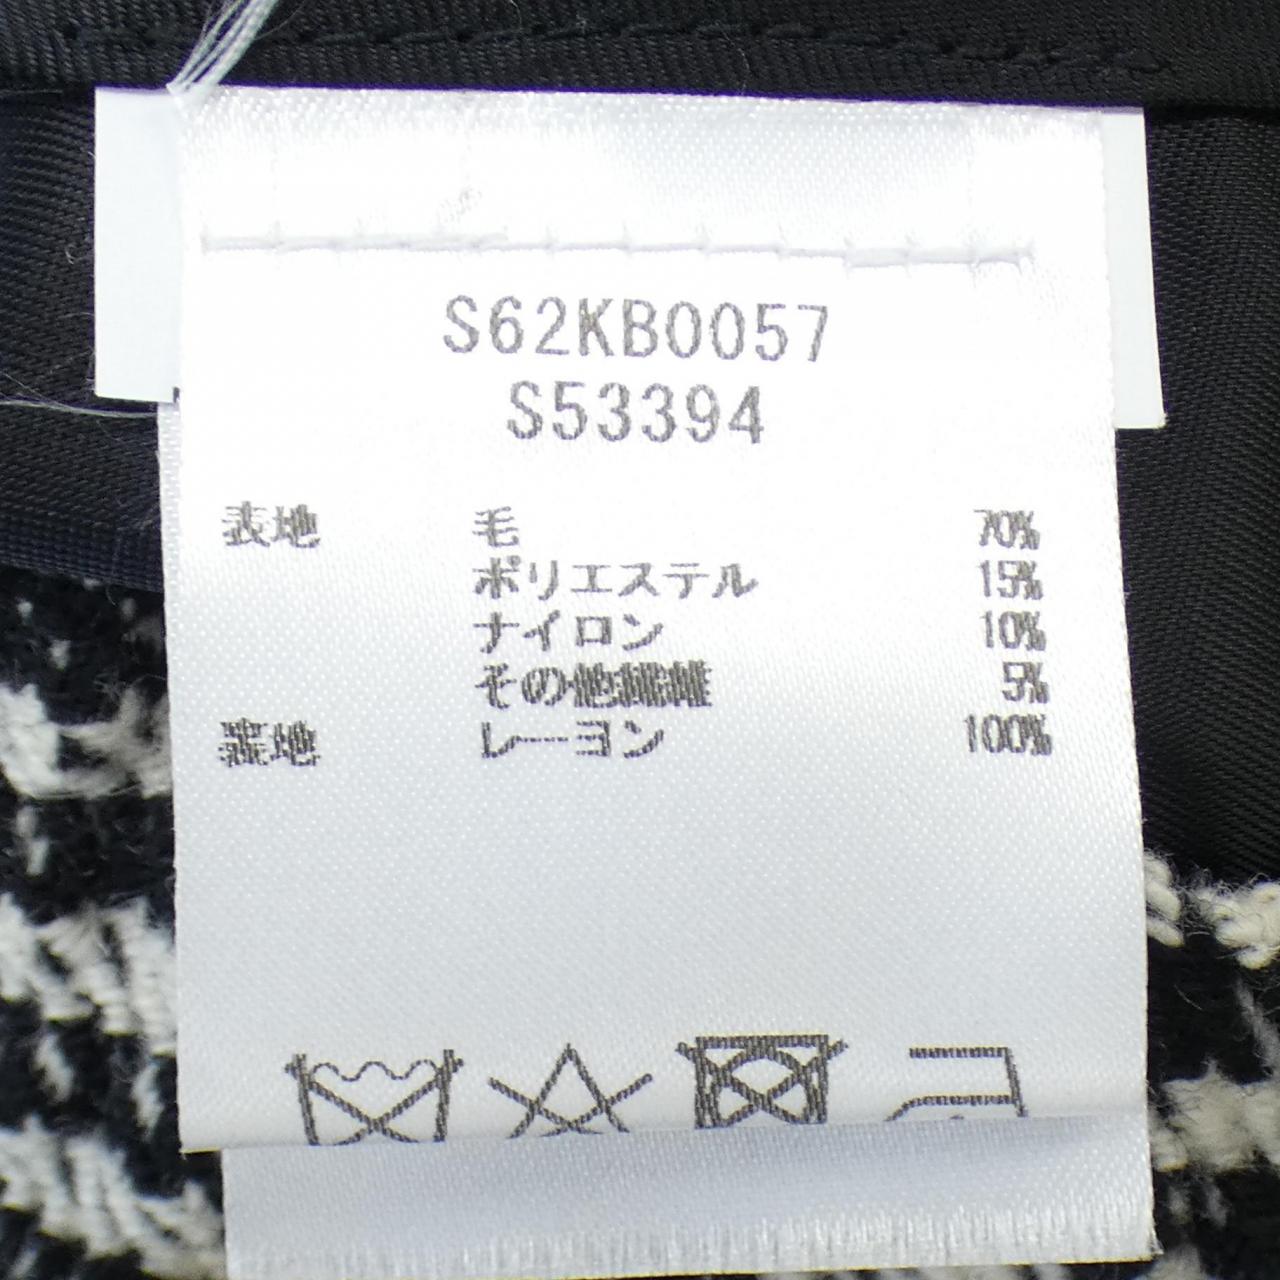 S62KB0057
S53394
表地 毛 70%
ポリエステル 15%
ナイロン 10%
その他繊維 5%
裏地 レーヨン 100%